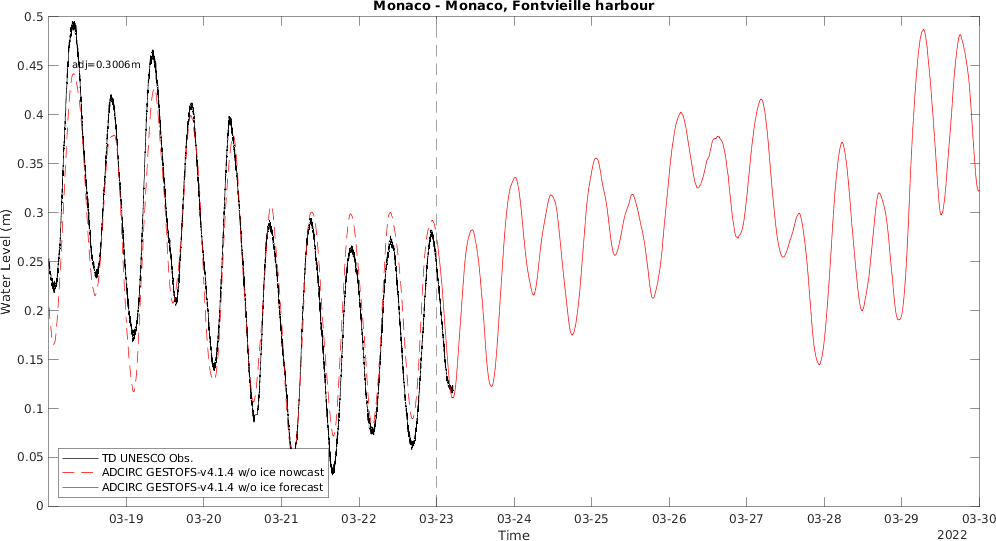 Monaco - Monaco, Fontvieille harbour
0.5
0.45
0.4
0.35
0.3
0.25
0.2
0.15
0.1
0.05
0
Water Level (m)
adj=0.3006m
TD UNESCO Obs.
ADCIRC GESTOFS-v4.1.4 w/o ice nowcast
ADCIRC GESTOFS-v4.1.4 w/o ice forecast
03-19 03-20 03-21 03-22 03-23 03-24 03-25 03-26 03-27 03-28 03-29 03-30
Time
2022